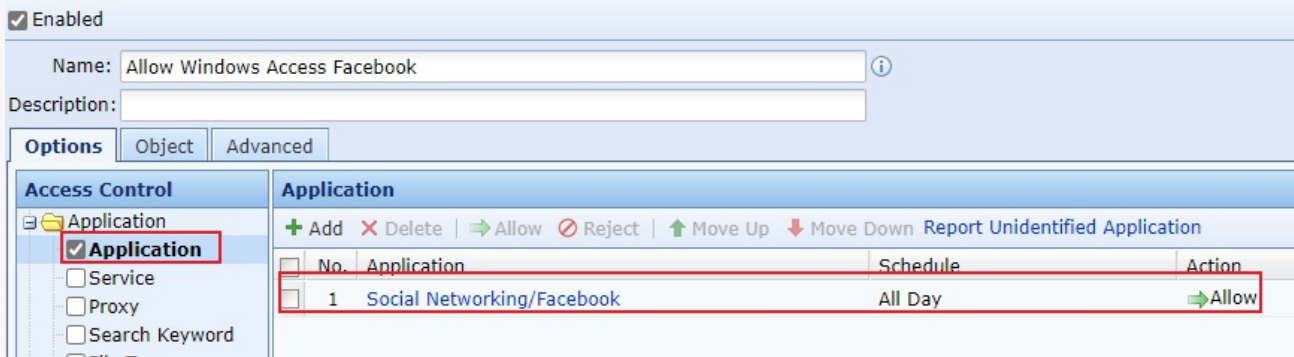 Enabled
Name: Allow Windows Access Facebook
Description:
Options Object Advanced
Access Control
Application
Application
Service
Proxy
Search Keyword
Application
Add Delete Allow Reject Move Up Move Down Report Unidentified Application
No. Application Schedule Action
1 Social Networking/Facebook All Day Allow